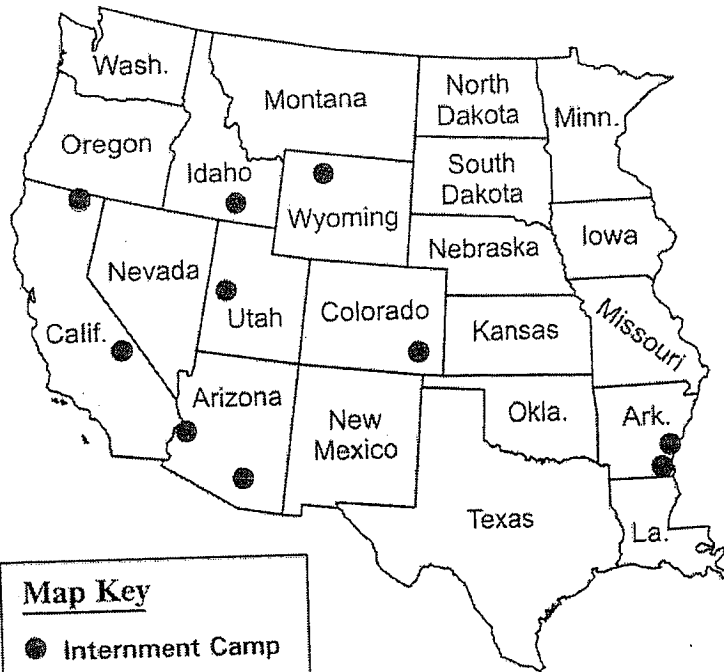 Wash.
Montana
North
Dakota
Minn.
Oregon
Idaho
South
Dakota
Wyoming
Iowa
Nebraska
Nevada
Utah
Colorado
Calif.
Kansas
Missouri
Arizona
New
Mexico
Okla.
Ark.
Texas
La.
Map Key
Internment Camp